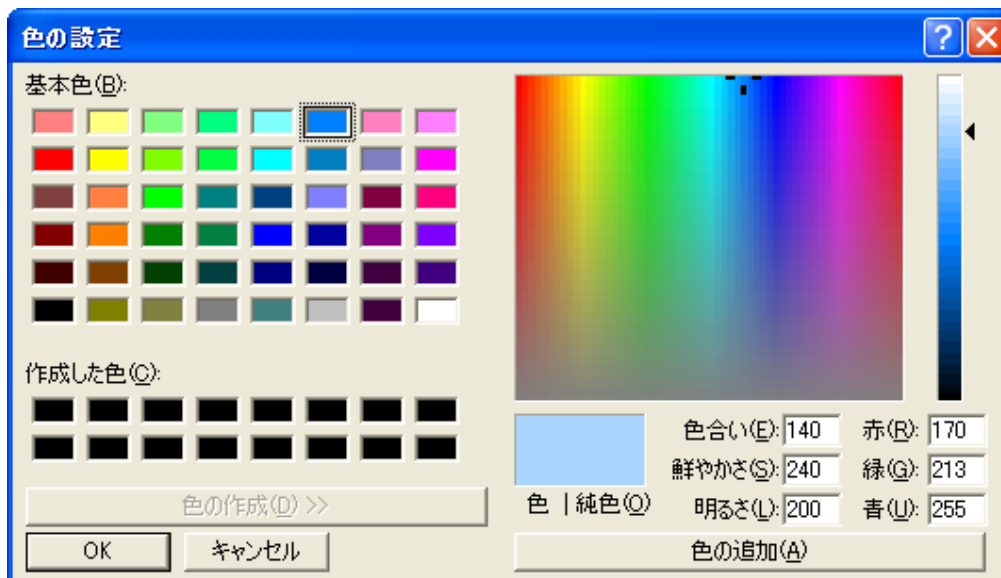 色の設定
基本色(B):
作成した色(C):
色の作成(D) >>
OK
キャンセル
色 | 純色(O)
色合い(E): 140
赤(R): 170
鮮やかさ(S): 240
緑(G): 213
明るさ(L): 200
青(U): 255
色の追加(A)